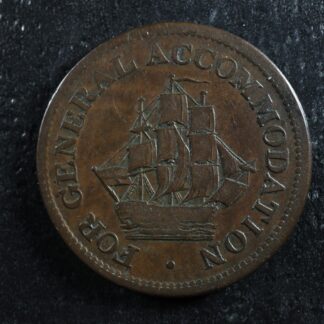 FOR GENERAL ACCOMMODATION